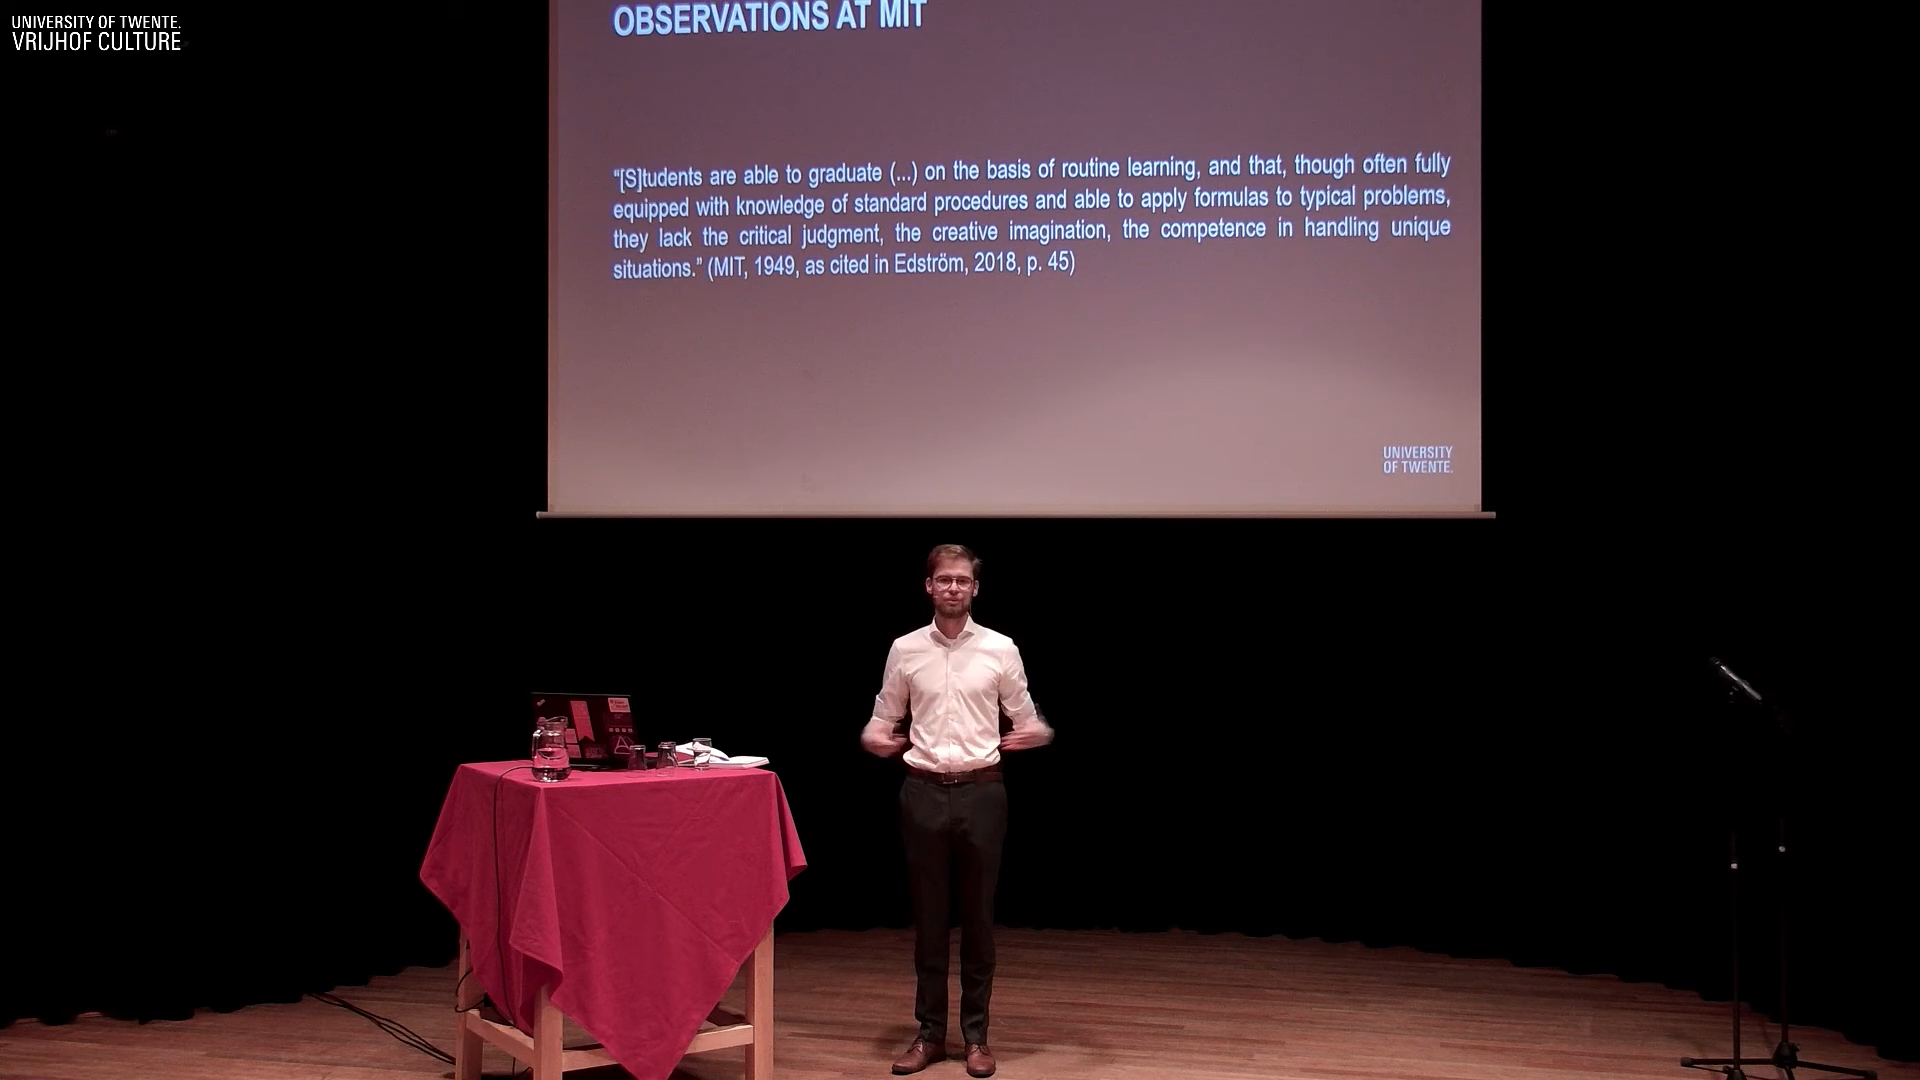 UNIVERSITY OF TWENTE.
VRIJHOF CULTURE
OBSERVATIONS AT MIT
“[S]tudents are able to graduate (...) on the basis of routine learning, and that, though often fully
equipped with knowledge of standard procedures and able to apply formulas to typical problems,
they lack the critical judgment, the creative imagination, the competence in handling unique
situations.” (MIT, 1949, as cited in Edström, 2018, p. 45)
UNIVERSITY
OF TWENTE.